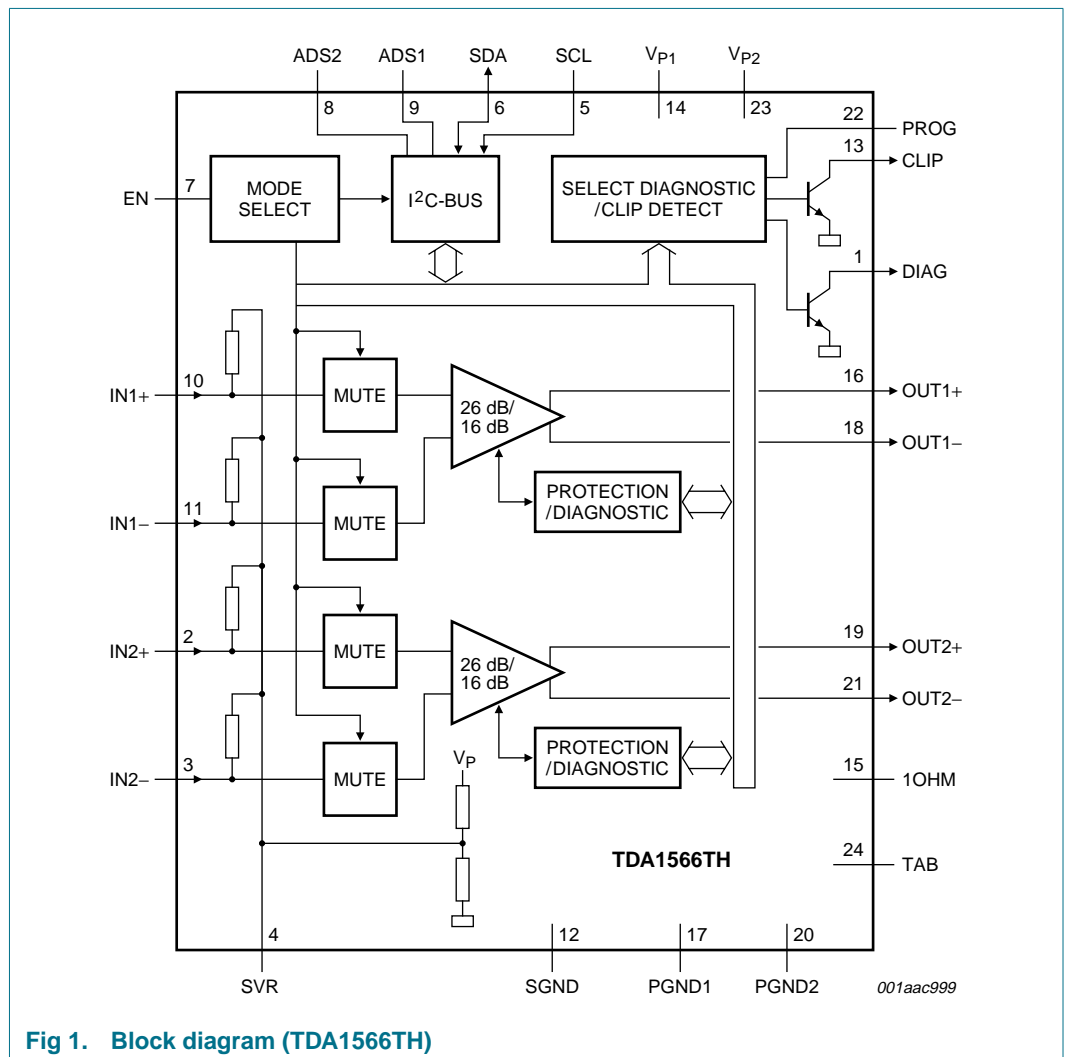 ADS2 ADS1 SDA SCL VP1 VP2
8 9 6 5 14 23
22 PROG
13 CLIP
7
EN
MODE
SELECT
I²C-BUS
SELECT DIAGNOSTIC
/CLIP DETECT
1 DIAG
10
IN1+
MUTE
26 dB/
16 dB
16 OUT1+
18 OUT1−
11
IN1−
MUTE
PROTECTION
/DIAGNOSTIC
2
IN2+
MUTE
26 dB/
16 dB
19 OUT2+
21 OUT2−
3
IN2−
MUTE
VP
PROTECTION
/DIAGNOSTIC
15 1OHM
TDA1566TH
24 TAB
4 12 17 20
SVR SGND PGND1 PGND2 001aac999
Fig 1. Block diagram (TDA1566TH)